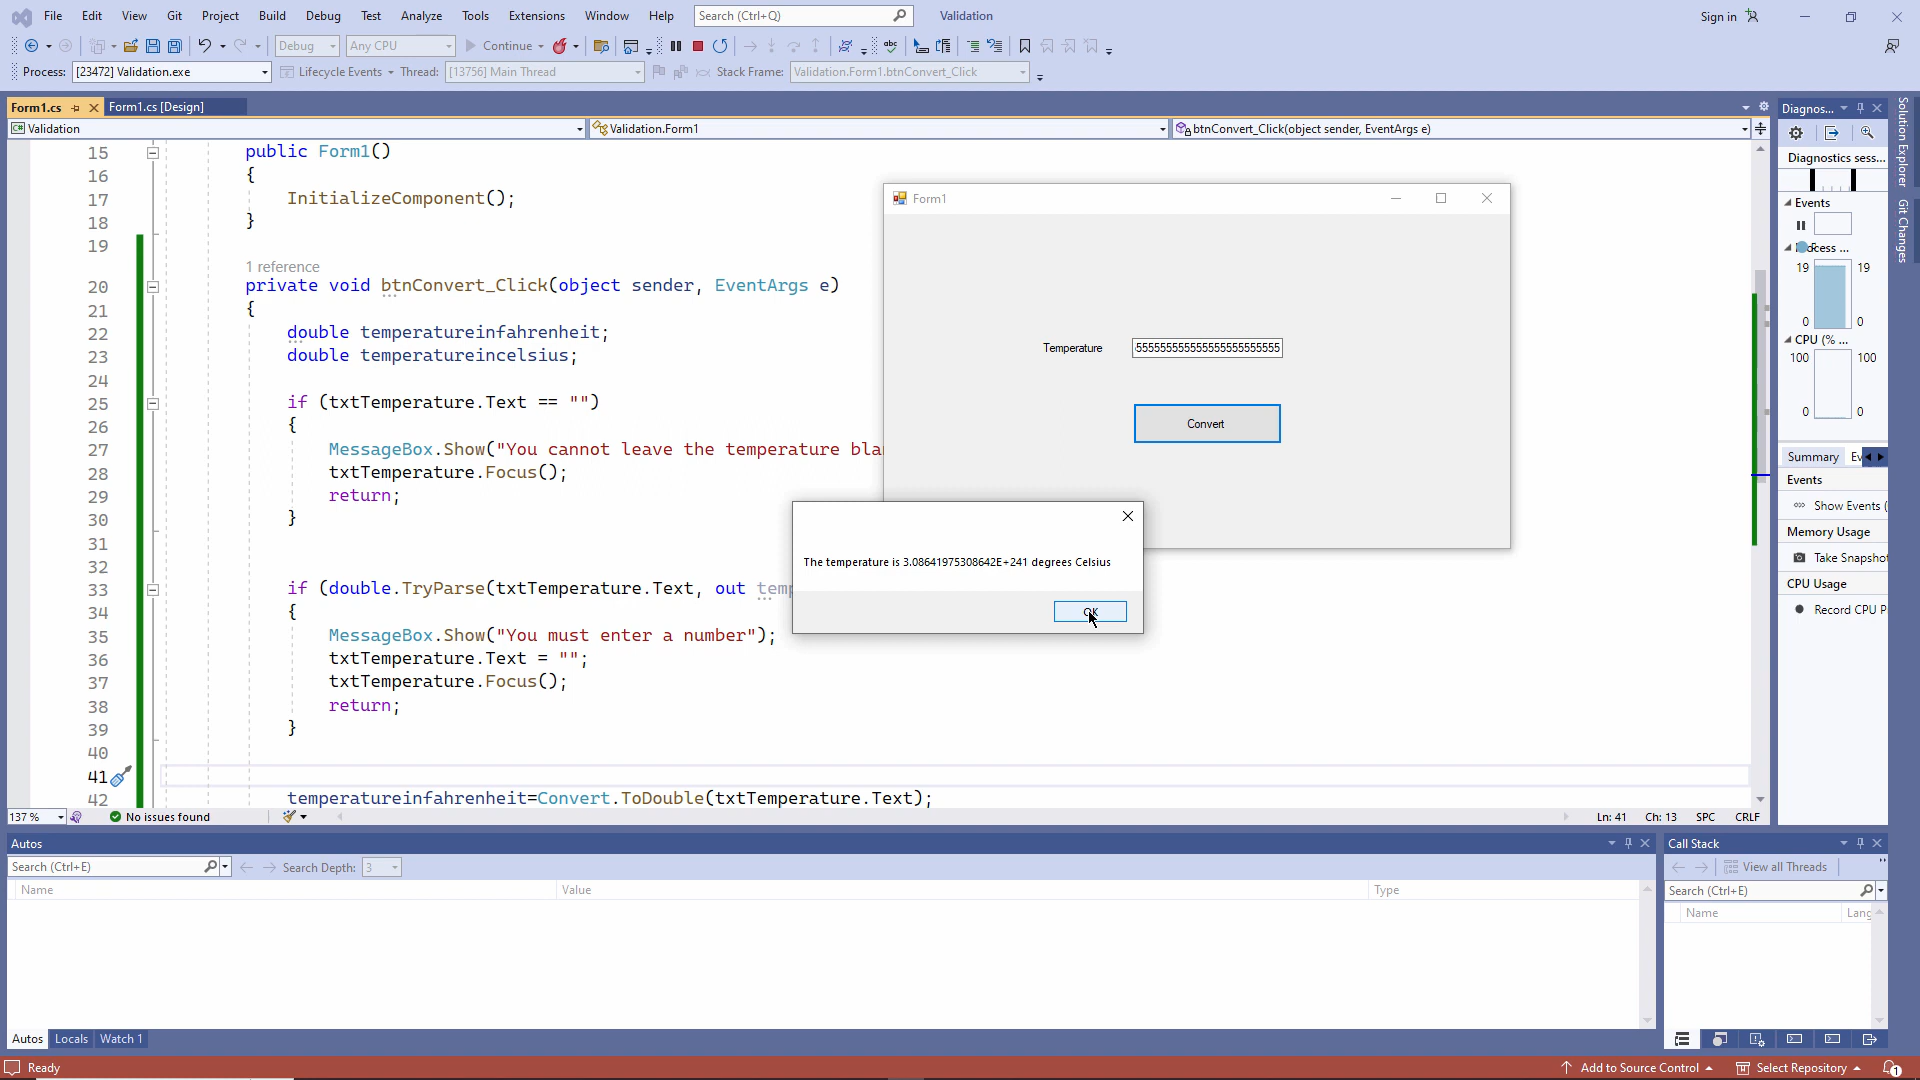 File Edit View Git Project Build Debug Test Analyze Tools Extensions Window Help Search (Ctrl+Q) Validation Sign in
Debug Any CPU Continue
Process: [23472] Validation.exe Lifecycle Events Thread: [13756] Main Thread Stack Frame: Validation.Form1.btnConvert_Click
Form1.cs Form1.cs [Design]
Validation Validation.Form1 btnConvert_Click(object sender, EventArgs e)
15 public Form1()
16 {
17 InitializeComponent();
18 }
19
1 reference
20 private void btnConvert_Click(object sender, EventArgs e)
21 {
22 double temperatureinfahrenheit;
23 double temperatureincelsius;
24
25 if (txtTemperature.Text == "")
26 {
27 MessageBox.Show("You cannot leave the temperature bla
28 txtTemperature.Focus();
29 return;
30 }
31
32
33 if (double.TryParse(txtTemperature.Text, out temp
34 {
35 MessageBox.Show("You must enter a number");
36 txtTemperature.Text = "";
37 txtTemperature.Focus();
38 return;
39 }
40
41
42 temperatureinfahrenheit=Convert.ToDouble(txtTemperature.Text);
Form1
Temperature
Convert
The temperature is 3.08641975308642E+241 degrees Celsius
OK
137 % No issues found Ln: 41 Ch: 13 SPC CRLF
Diagnos...
Diagnostics sess...
Events
19 19
0 0
CPU (% ...
100 100
0 0
Summary Ev
Events
Show Events (
Memory Usage
Take Snapshot
CPU Usage
Record CPU P
Solution Explorer
Git Changes
Autos
Search (Ctrl+E) Search Depth: 3
Name Value Type
Autos Locals Watch 1
Call Stack
View all Threads
Search (Ctrl+E)
Name Lang
Ready Add to Source Control Select Repository 1